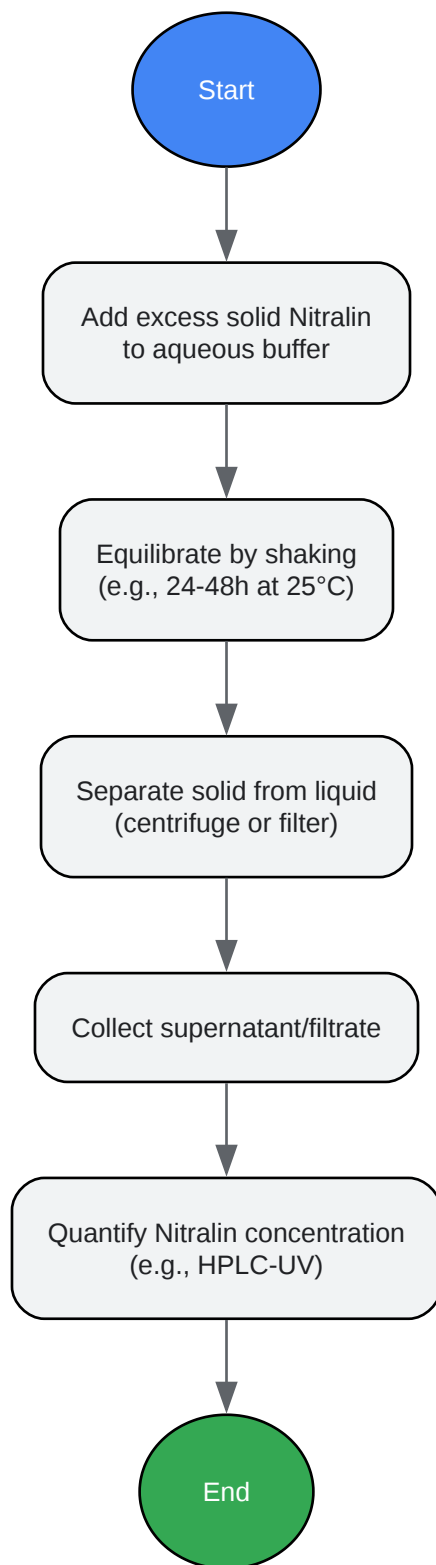 Start
Add excess solid Nitralin
to aqueous buffer
Equilibrate by shaking
(e.g., 24-48h at 25°C)
Separate solid from liquid
(centrifuge or filter)
Collect supernatant/filtrate
Quantify Nitralin concentration
(e.g., HPLC-UV)
End